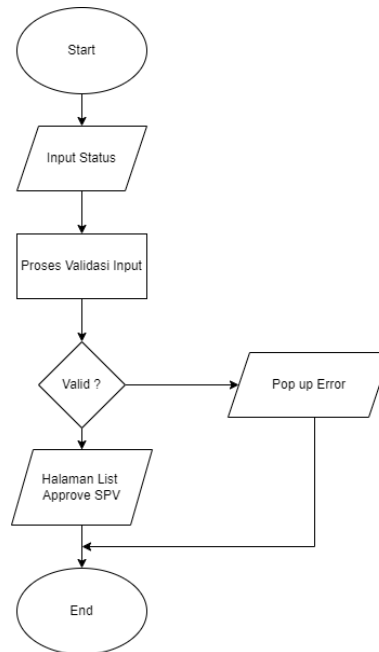 Start
Input Status
Proses Validasi Input
Valid ?
Pop up Error
Halaman List
Approve SPV
End